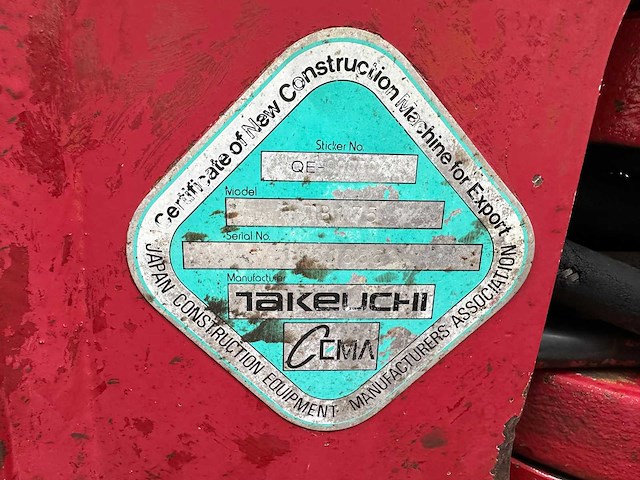 Certificate of New Construction Machine for Export
Sticker No.
QE-
Model
Serial No.
Manufacturer
TAKEUCHI
CEMA
JAPAN CONSTRUCTION EQUIPMENT MANUFACTURERS ASSOCIATION